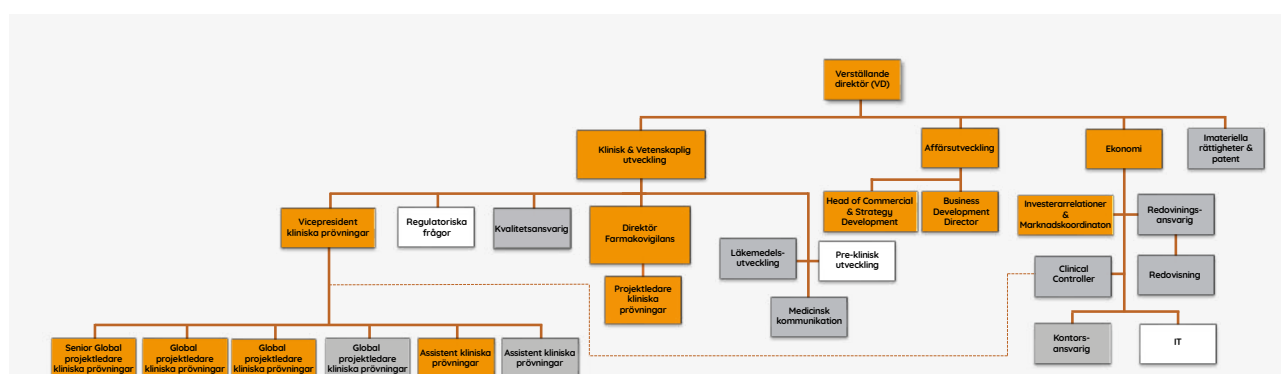 Verställande
direktör (VD)
Klinisk & Vetenskaplig
utveckling
Affärsutveckling
Ekonomi
Imateriella
rättigheter &
patent
Vicepresident
kliniska prövningar
Regulatoriska
frågor
Kvalitetsansvarig
Direktör
Farmakovigilans
Head of Commercial
& Strategy
Development
Business
Development
Director
Investerarrelationer
&
Marknadskoordinaton
Redovinings-
ansvarig
Läkemedels-
utveckling
Pre-klinisk
utveckling
Clinical
Controller
Redovisning
Projektledare
kliniska
prövningar
Medicinsk
kommunikation
Kontors-
ansvarig
IT
Senior Global
projektledare
kliniska prövningar
Global
projektledare
kliniska prövningar
Global
projektledare
kliniska prövningar
Global
projektledare
kliniska prövningar
Assistent kliniska
prövningar
Assistent kliniska
prövningar